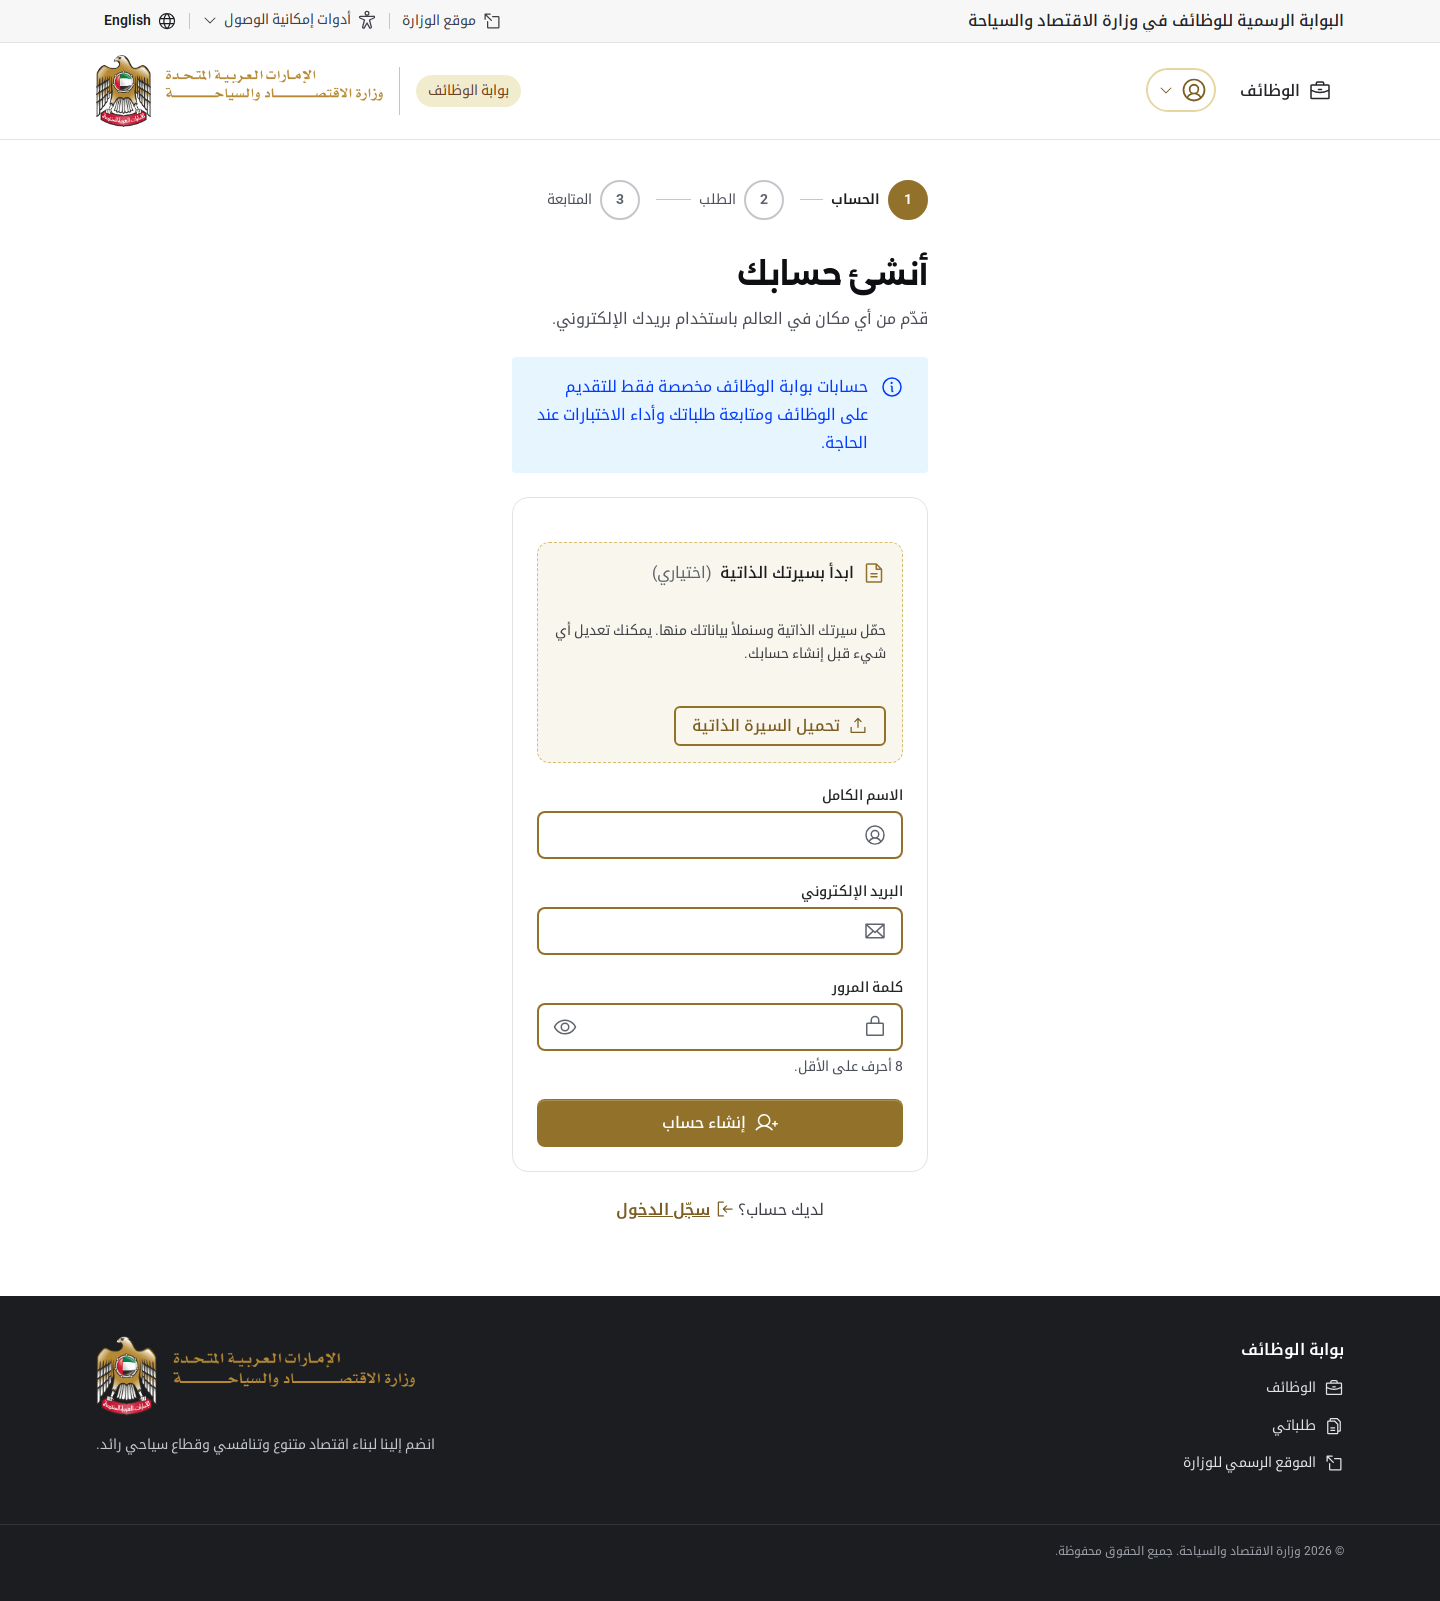 البوابة الرسمية للوظائف في وزارة الاقتصاد والسياحة
موقع الوزارة
أدوات إمكانية الوصول
English
الوظائف
بوابة الوظائف
الإمارات العربية المتحدة
وزارة الاقتصاد والسياحة
1 الحساب
2 الطلب
3 المتابعة
أنشئ حسابك
قدّم من أي مكان في العالم باستخدام بريدك الإلكتروني.
حسابات بوابة الوظائف مخصصة فقط للتقديم
على الوظائف ومتابعة طلباتك وأداء الاختبارات عند
الحاجة.
ابدأ بسيرتك الذاتية (اختياري)
حمّل سيرتك الذاتية وسنملأ بياناتك منها. يمكنك تعديل أي
شيء قبل إنشاء حسابك.
تحميل السيرة الذاتية
الاسم الكامل
البريد الإلكتروني
كلمة المرور
8 أحرف على الأقل.
إنشاء حساب
لديك حساب؟ سجّل الدخول
بوابة الوظائف
الوظائف
طلباتي
الموقع الرسمي للوزارة
الإمارات العربية المتحدة
وزارة الاقتصاد والسياحة
انضم إلينا لبناء اقتصاد متنوع وتنافسي وقطاع سياحي رائد.
© 2026 وزارة الاقتصاد والسياحة. جميع الحقوق محفوظة.